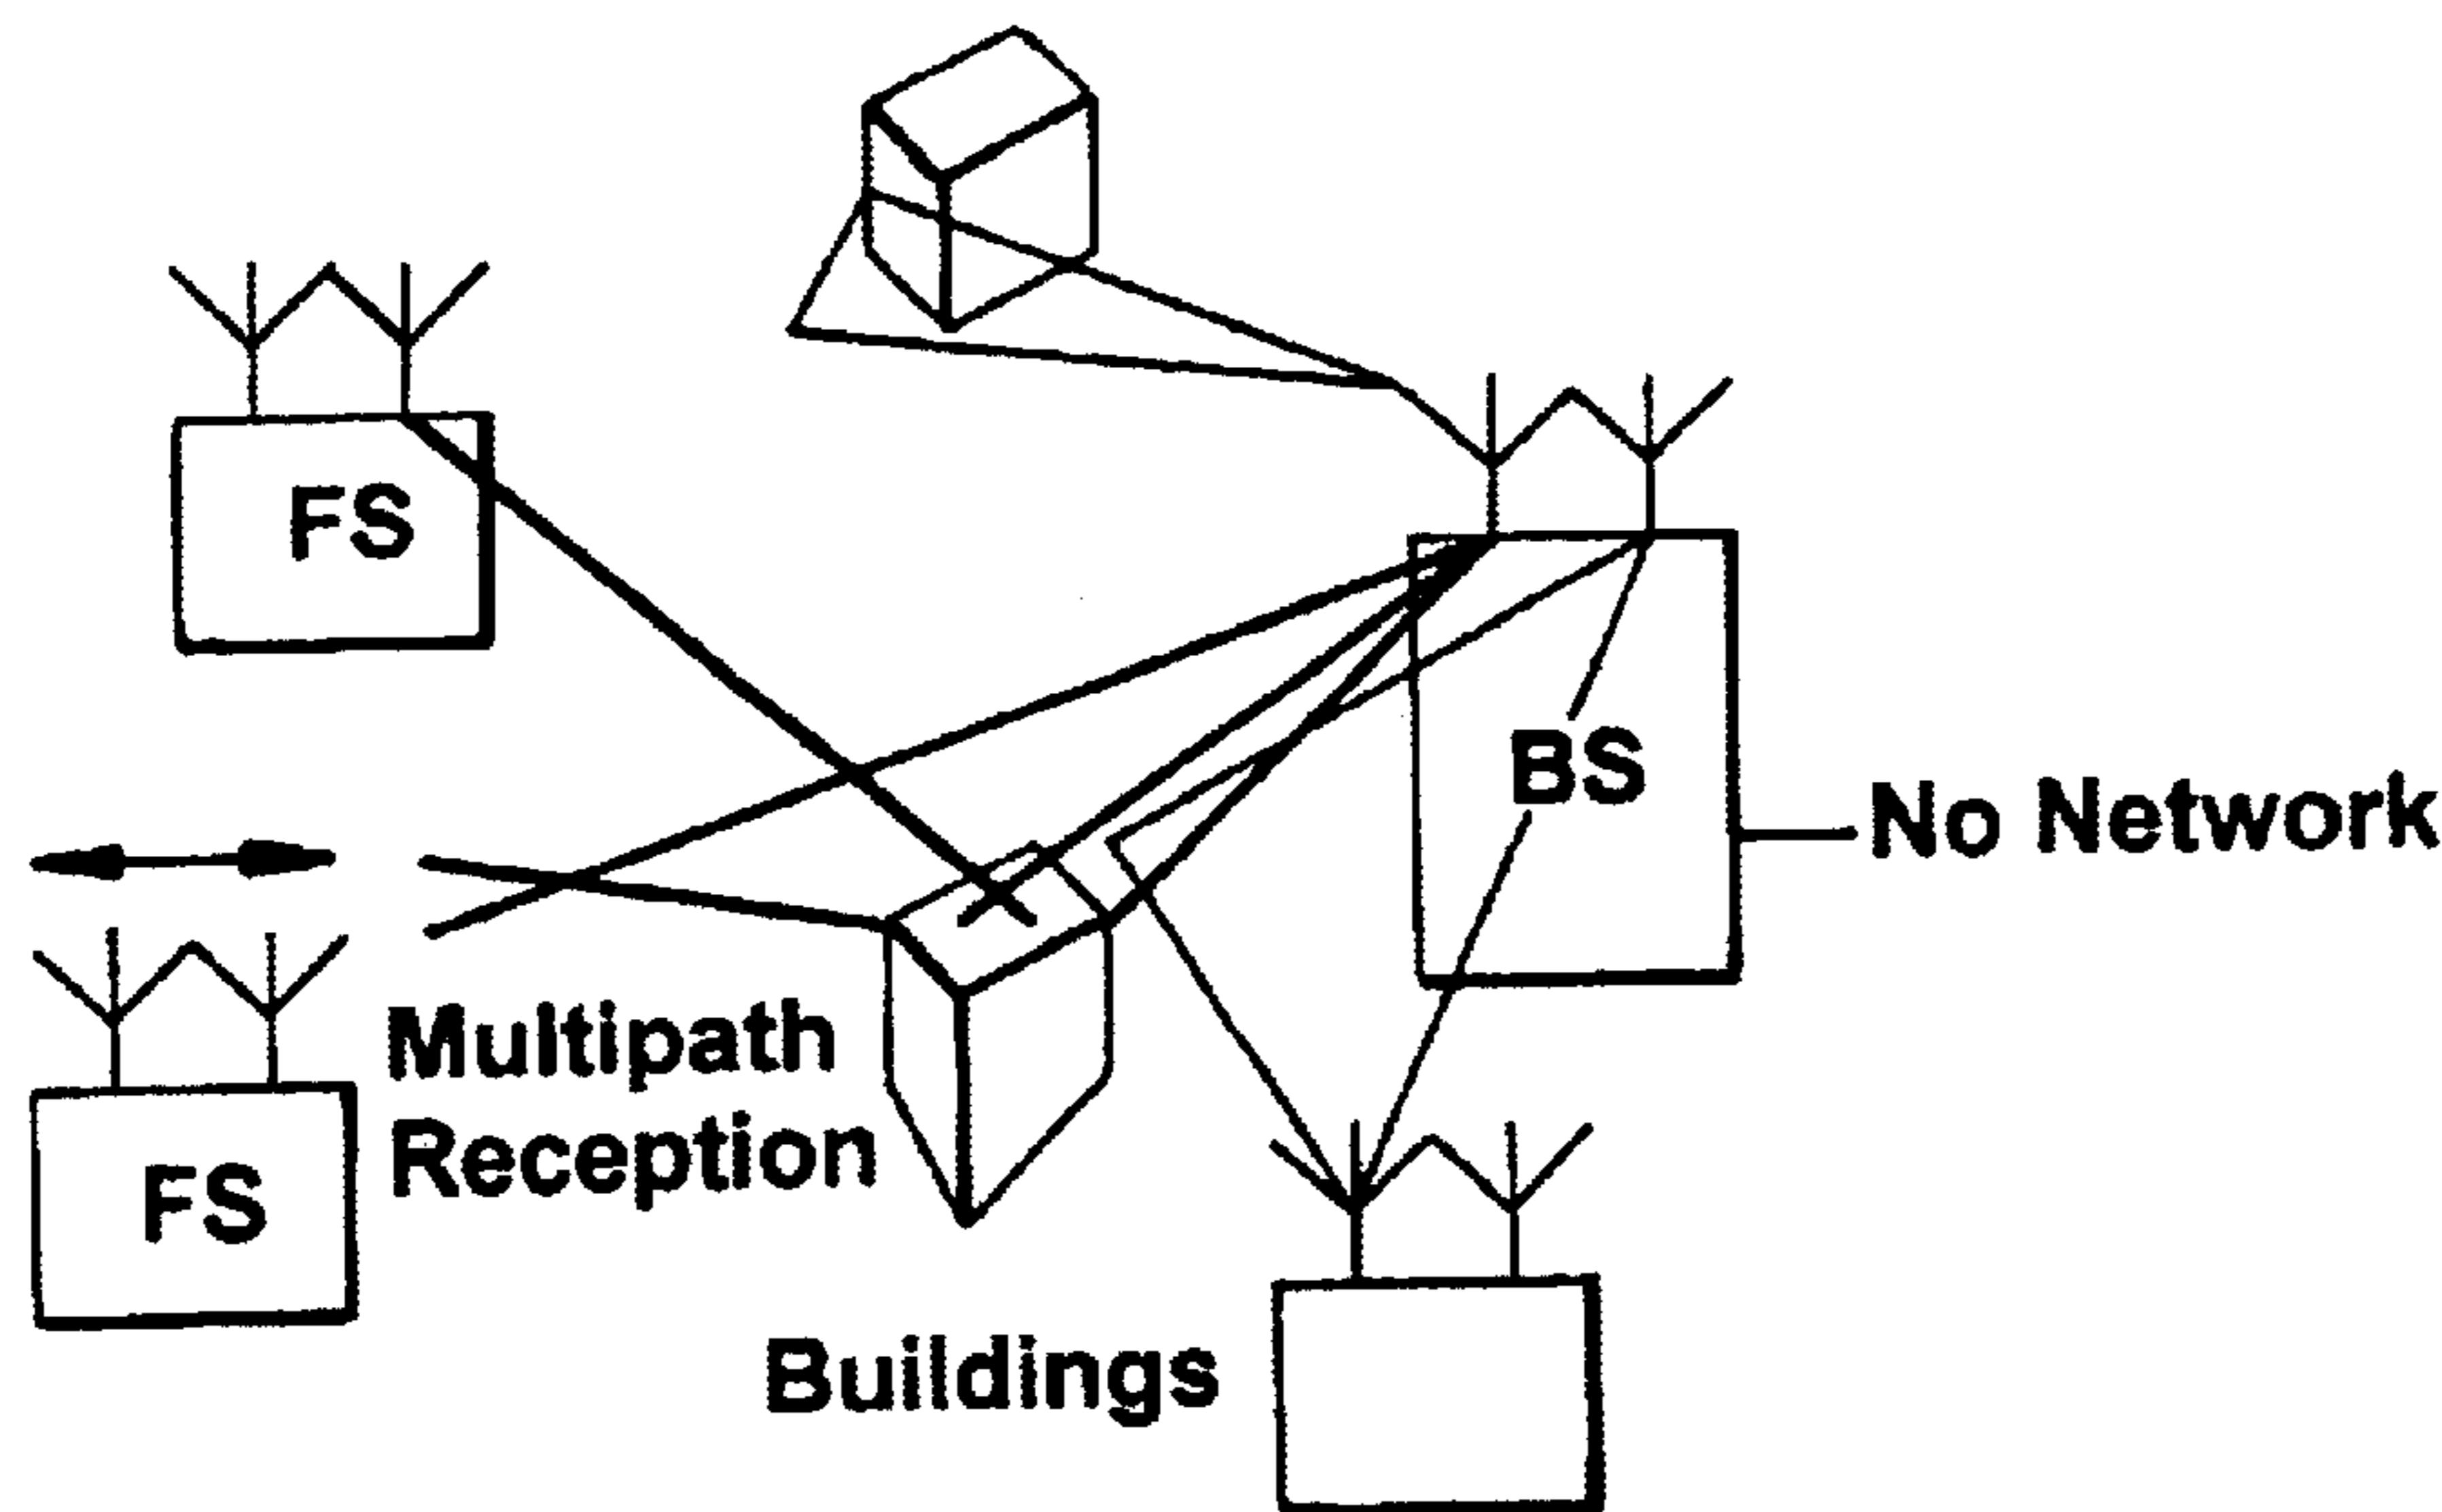 FS
BS
No Network
Multipath
Reception
FS
Buildings